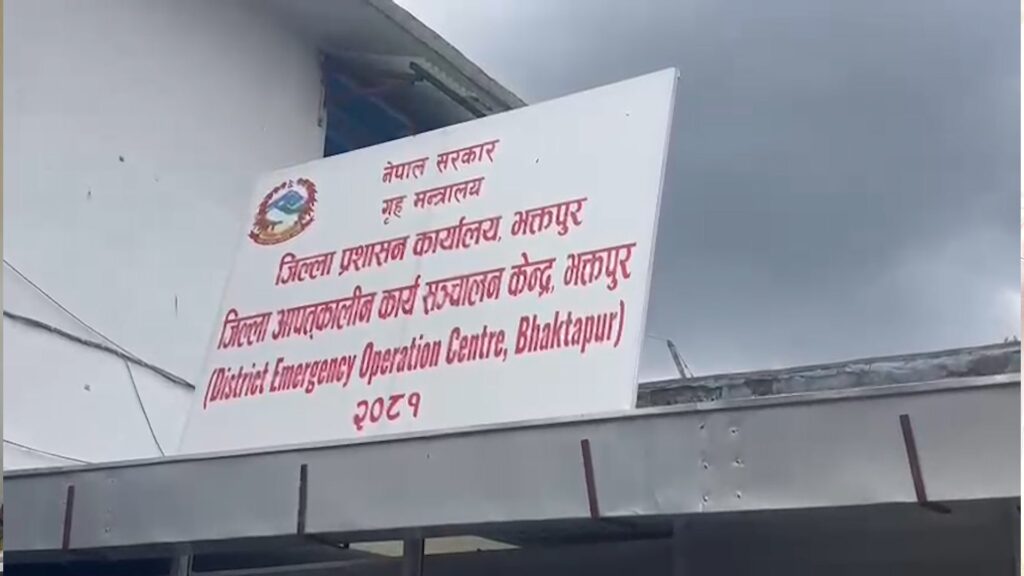 नेपाल सरकार
गृह मन्त्रालय
जिल्ला प्रशासन कार्यालय, भक्तपुर
जिल्ला आपत्कालीन कार्य सञ्चालन केन्द्र, भक्तपुर
(District Emergency Operation Centre, Bhaktapur)
२०८१